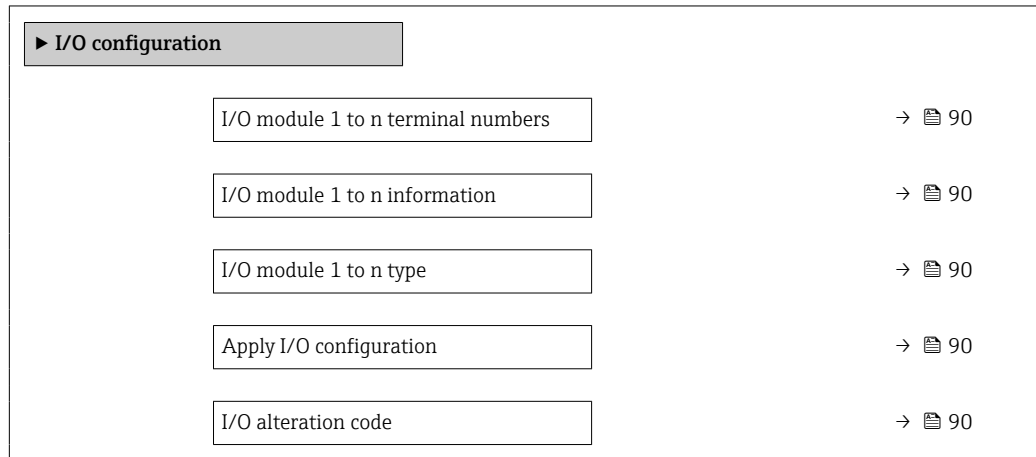 ► I/O configuration
I/O module 1 to n terminal numbers → 90
I/O module 1 to n information → 90
I/O module 1 to n type → 90
Apply I/O configuration → 90
I/O alteration code → 90